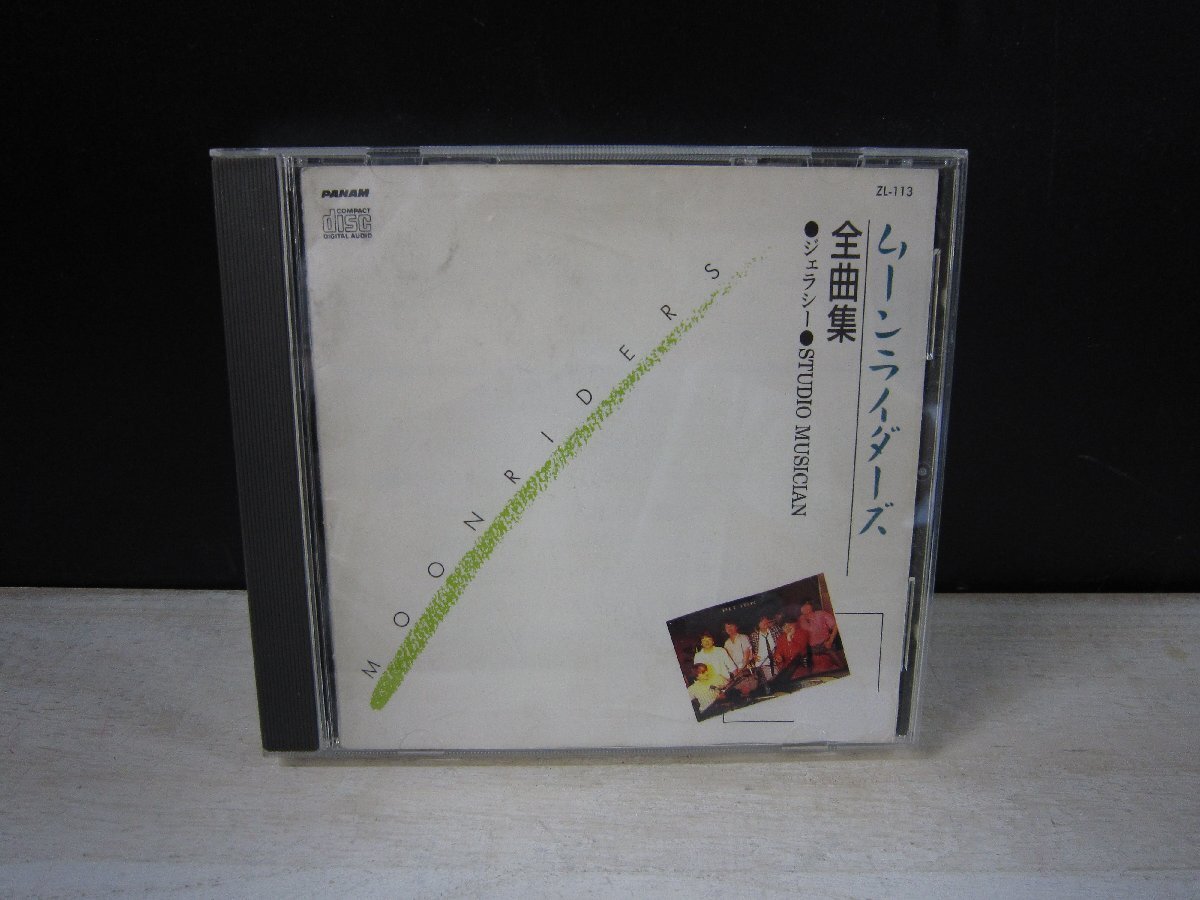 PANAM
COMPACT
disc
DIGITAL AUDIO
ZL-113
ムーンライダーズ
全曲集
●ジェラシー●STUDIO MUSICIAN
MOONRIDERS